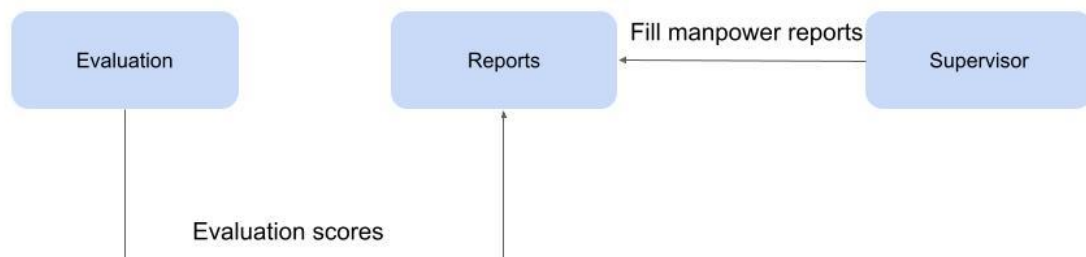 Fill manpower reports
Evaluation
Reports
Supervisor
Evaluation scores